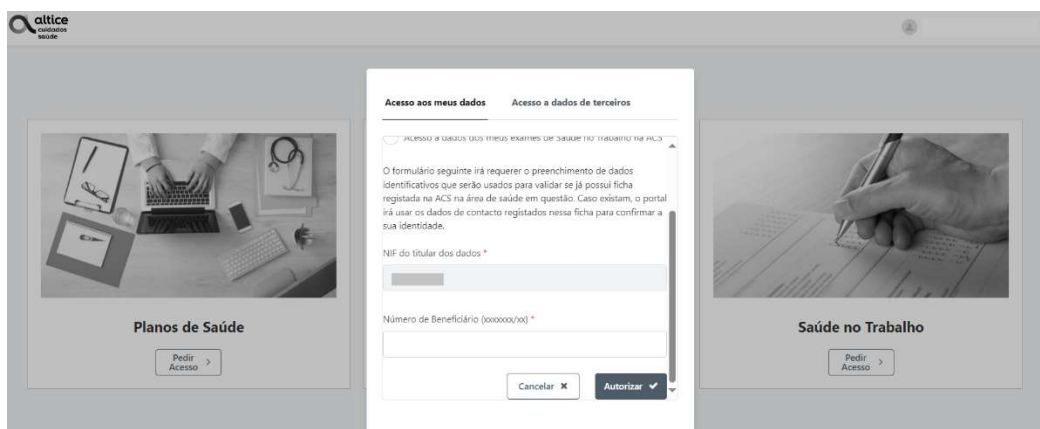 altice
cuidados
saúde
Acesso aos meus dados
Acesso a dados de terceiros
Acesso a dados dos meus exames de Saúde no Trabalho na ACS
O formulário seguinte irá requerer o preenchimento de dados
identificativos que serão usados para validar se já possui ficha
registada na ACS na área de saúde em questão. Caso existam, o portal
irá usar os dados de contacto registados nessa ficha para confirmar a
sua identidade.
NIF do titular dos dados *
Número de Beneficiário (xxxxxxx/xx) *
Cancelar
Autorizar
Planos de Saúde
Pedir
Acesso
Saúde no Trabalho
Pedir
Acesso